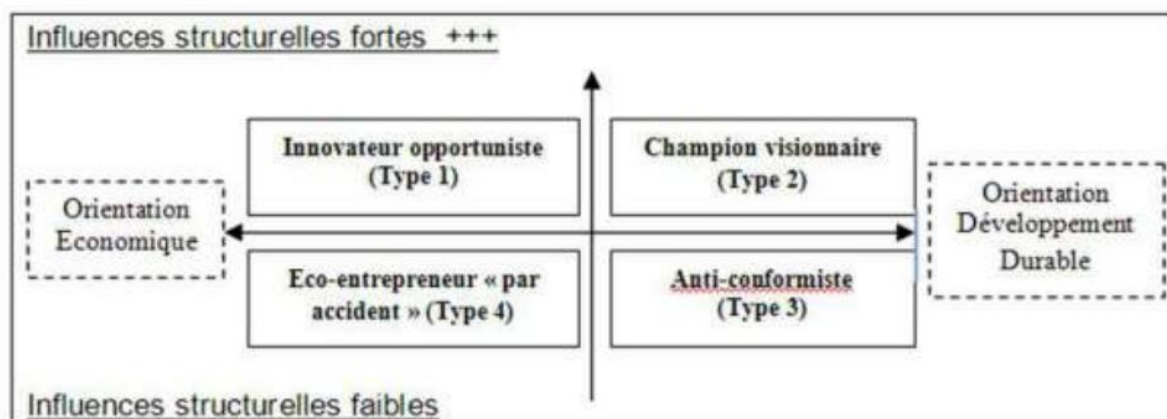 Influences structurelles fortes +++
Innovateur opportuniste
(Type 1)
Champion visionnaire
(Type 2)
Orientation
Economique
Orientation
Développement
Durable
Eco-entrepreneur « par
accident » (Type 4)
Anti-conformiste
(Type 3)
Influences structurelles faibles